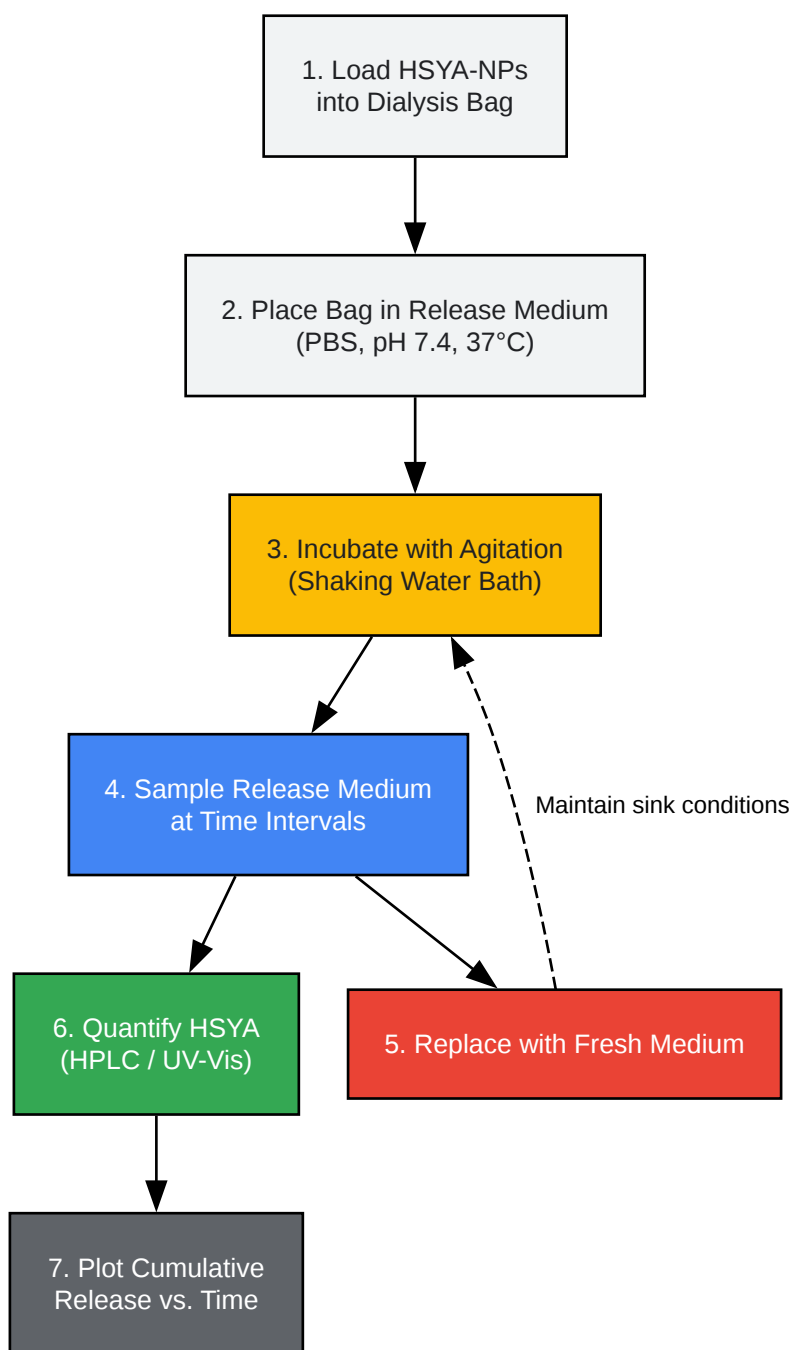 1. Load HSYA-NPs
into Dialysis Bag
2. Place Bag in Release Medium
(PBS, pH 7.4, 37°C)
3. Incubate with Agitation
(Shaking Water Bath)
4. Sample Release Medium
at Time Intervals
Maintain sink conditions
6. Quantify HSYA
(HPLC / UV-Vis)
5. Replace with Fresh Medium
7. Plot Cumulative
Release vs. Time